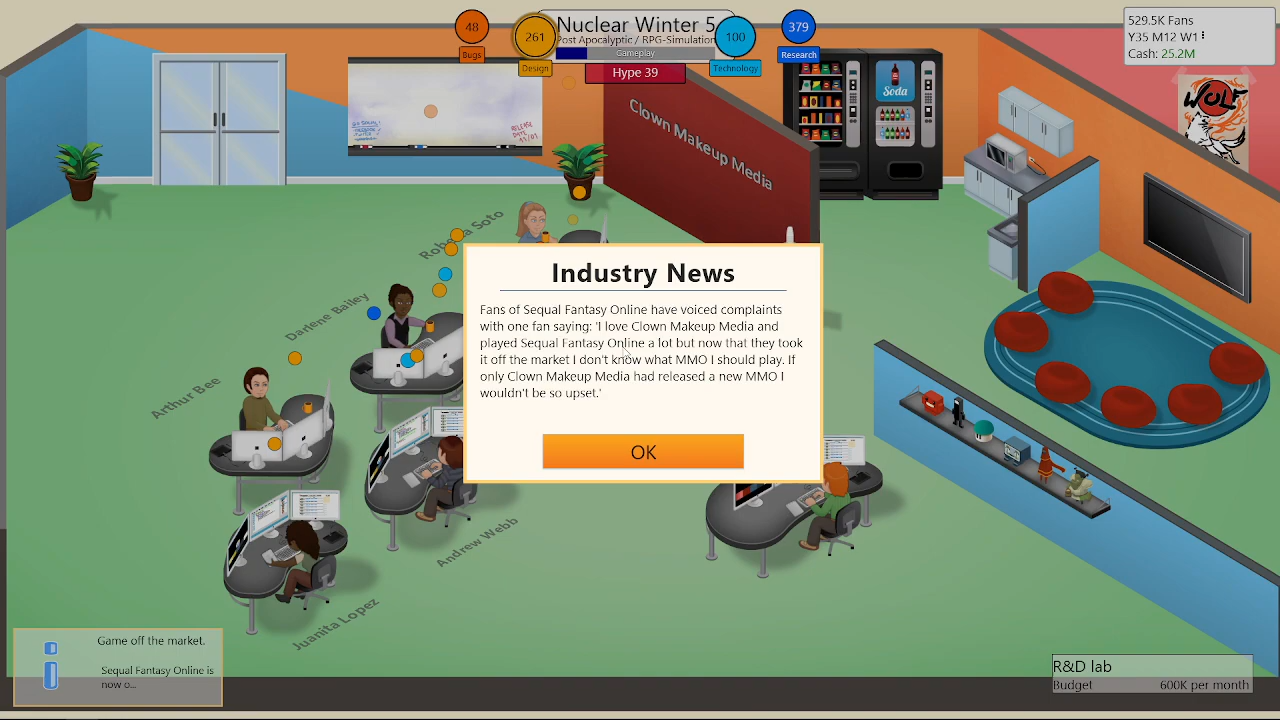 48
Bugs
261
Design
Nuclear Winter 5
Post Apocalyptic / RPG-Simulation
Gameplay
Hype 39
100
Technology
379
Research
529.5K Fans
Y35 M12 W1
Cash: 25.2M
Soda
WOLF
RELEASE
DATE
Clown Makeup Media
Roberta Soto
Darlene Bailey
Arthur Bee
Andrew Webb
Juanita Lopez
Industry News
Fans of Sequal Fantasy Online have voiced complaints
with one fan saying: 'I love Clown Makeup Media and
played Sequal Fantasy Online a lot but now that they took
it off the market I don't know what MMO I should play. If
only Clown Makeup Media had released a new MMO I
wouldn't be so upset.'
OK
Game off the market.
Sequal Fantasy Online is
now o...
R&D lab
Budget 600K per month